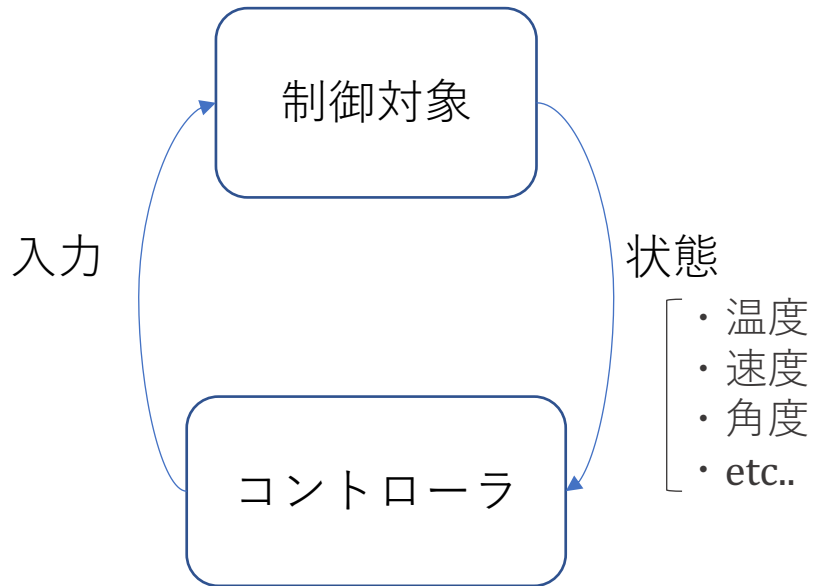 制御対象
入力
状態
・温度
・速度
・角度
・etc..
コントローラ